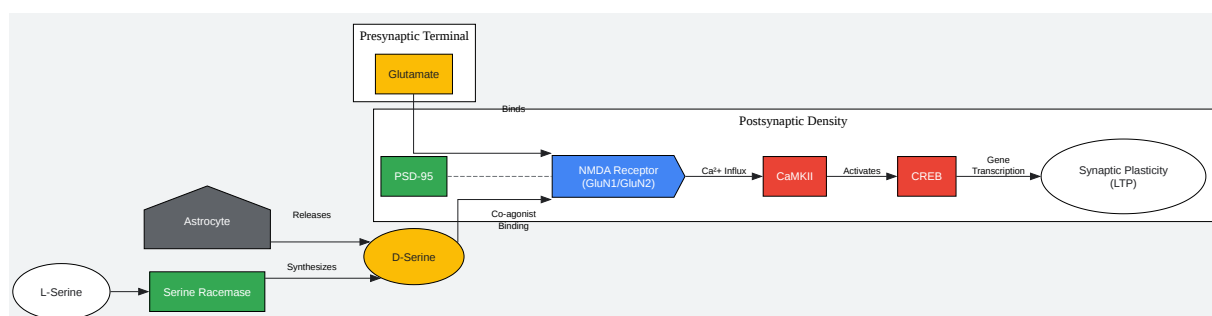 Presynaptic Terminal
Glutamate
Binds
Postsynaptic Density
PSD-95
NMDA Receptor
(GluN1/GluN2)
Ca²+ Influx
CaMKII
Activates
CREB
Gene
Transcription
Synaptic Plasticity
(LTP)
Astrocyte
Releases
Co-agonist
Binding
D-Serine
Synthesizes
L-Serine
Serine Racemase